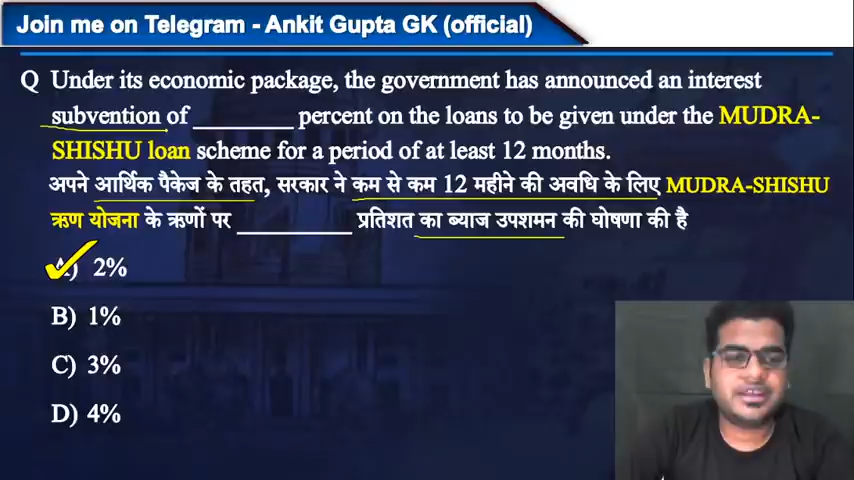 Join me on Telegram - Ankit Gupta GK (official)
Q Under its economic package, the government has announced an interest
subvention of ________ percent on the loans to be given under the MUDRA-
SHISHU loan scheme for a period of at least 12 months.
अपने आर्थिक पैकेज के तहत, सरकार ने कम से कम 12 महीने की अवधि के लिए MUDRA-SHISHU
ऋण योजना के ऋणों पर _________ प्रतिशत का ब्याज उपशमन की घोषणा की है
A) 2%
B) 1%
C) 3%
D) 4%